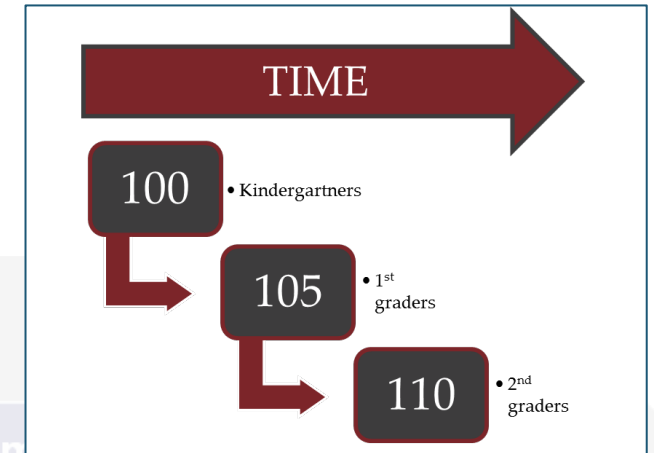 TIME
100
• Kindergartners
105
• 1st
graders
110
• 2nd
graders